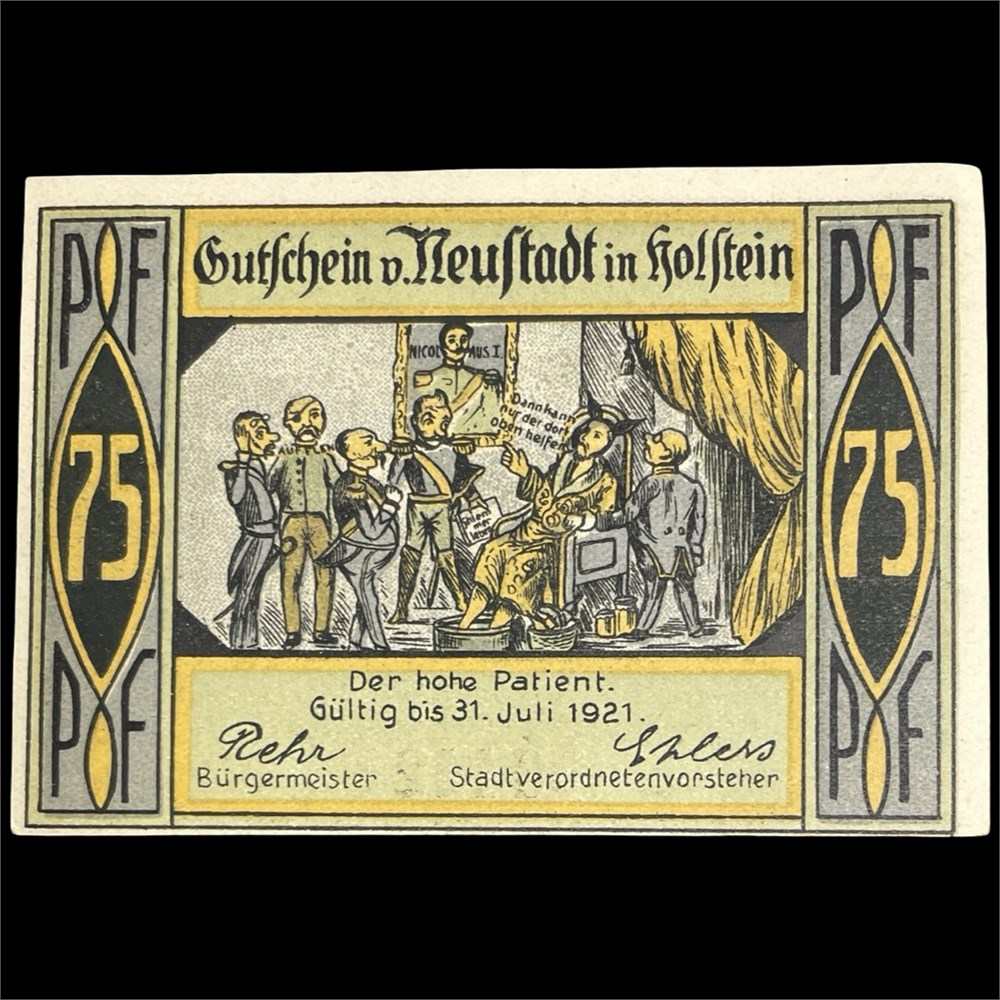 PF
Gutschein v. Neustadt in Holstein
PF
NICOLAUS I.
Dann kann
nur der dort
oben helfen
75
75
Der hohe Patient.
Gültig bis 31. Juli 1921.
Rehr
Ehlers
Bürgermeister
Stadtverordnetenvorsteher
PF
PF